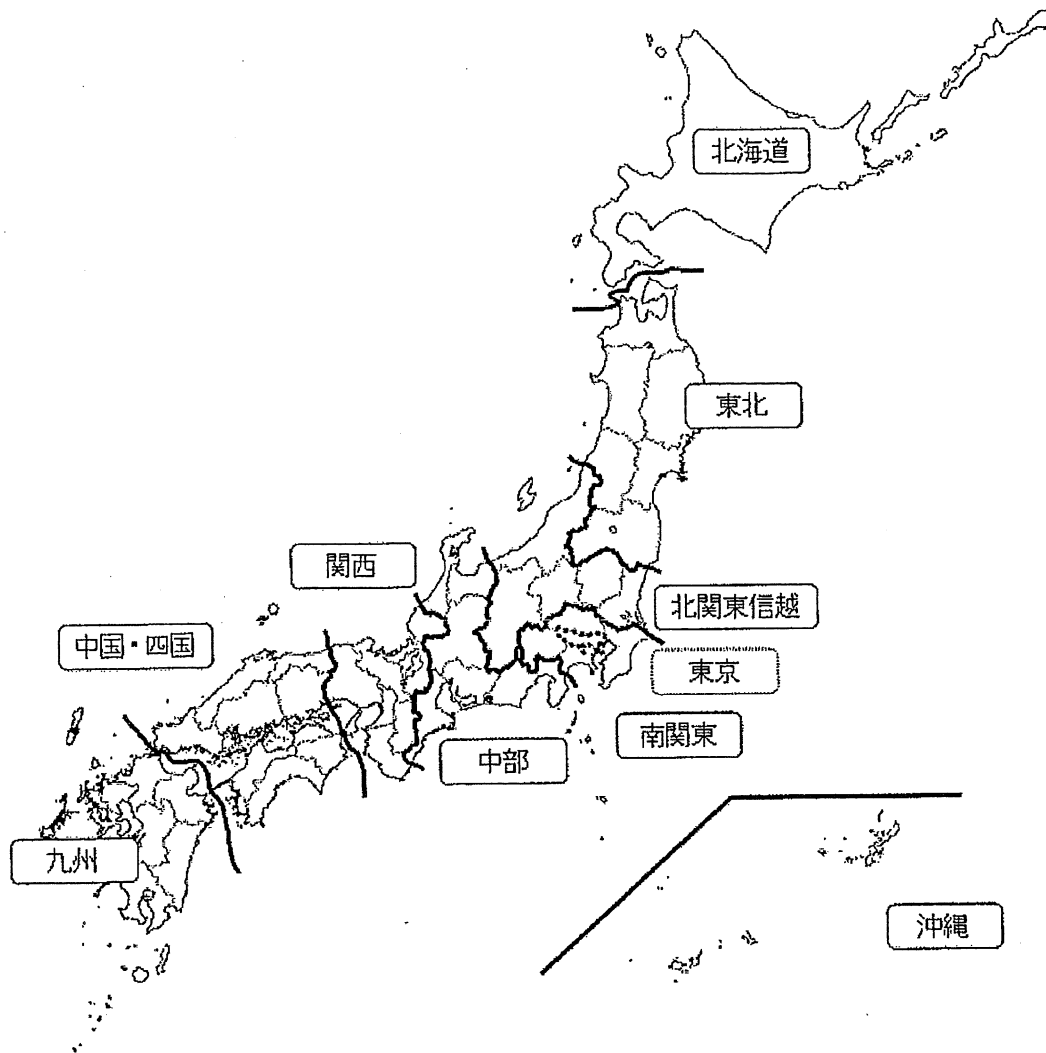 北海道
東北
関西
北関東信越
中国・四国
東京
南関東
中部
九州
沖縄